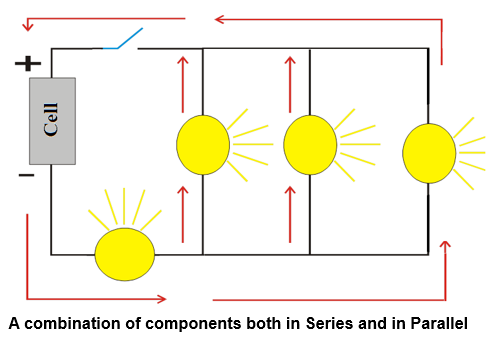 +
Cell
−
A combination of components both in Series and in Parallel